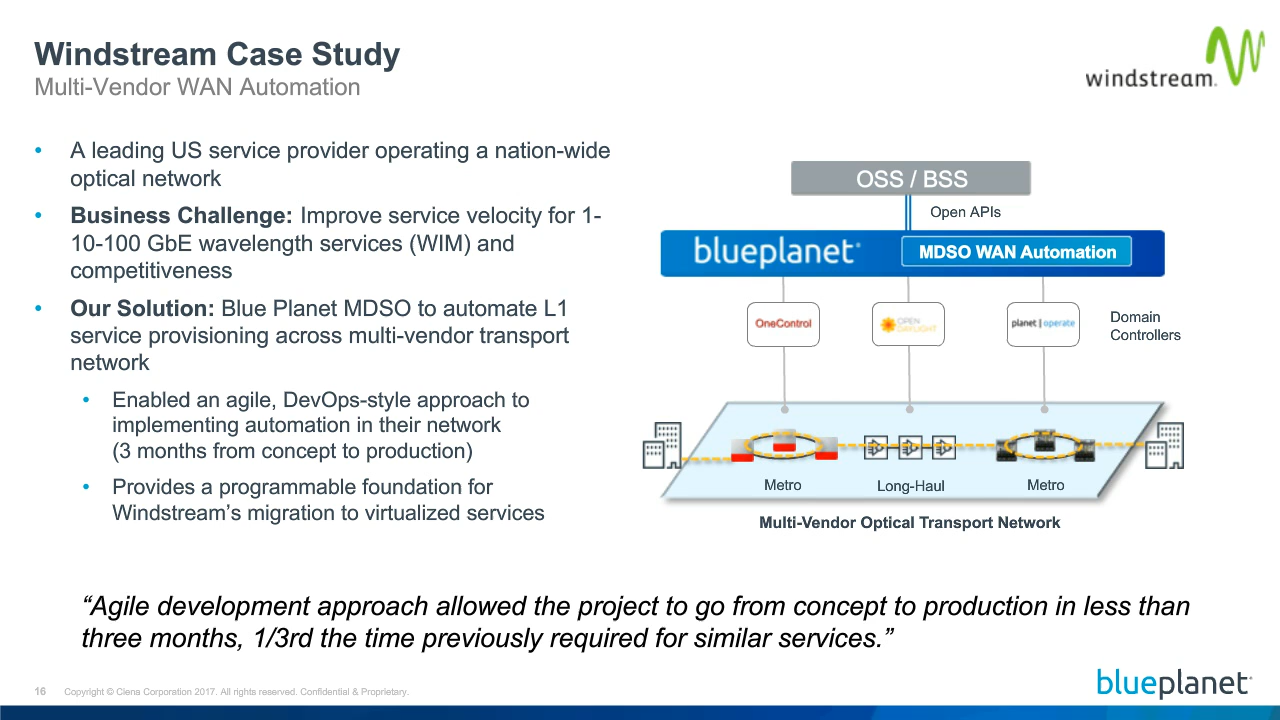 Windstream Case Study
Multi-Vendor WAN Automation
windstream.
• A leading US service provider operating a nation-wide
optical network
• Business Challenge: Improve service velocity for 1-
10-100 GbE wavelength services (WIM) and
competitiveness
• Our Solution: Blue Planet MDSO to automate L1
service provisioning across multi-vendor transport
network
• Enabled an agile, DevOps-style approach to
implementing automation in their network
(3 months from concept to production)
• Provides a programmable foundation for
Windstream’s migration to virtualized services
OSS / BSS
Open APIs
blueplanet
MDSO WAN Automation
OneControl
OPEN
DAYLIGHT
planet | operate
Domain
Controllers
Metro
Long-Haul
Metro
Multi-Vendor Optical Transport Network
“Agile development approach allowed the project to go from concept to production in less than
three months, 1/3rd the time previously required for similar services.”
16 Copyright © Ciena Corporation 2017. All rights reserved. Confidential & Proprietary.
blueplanet